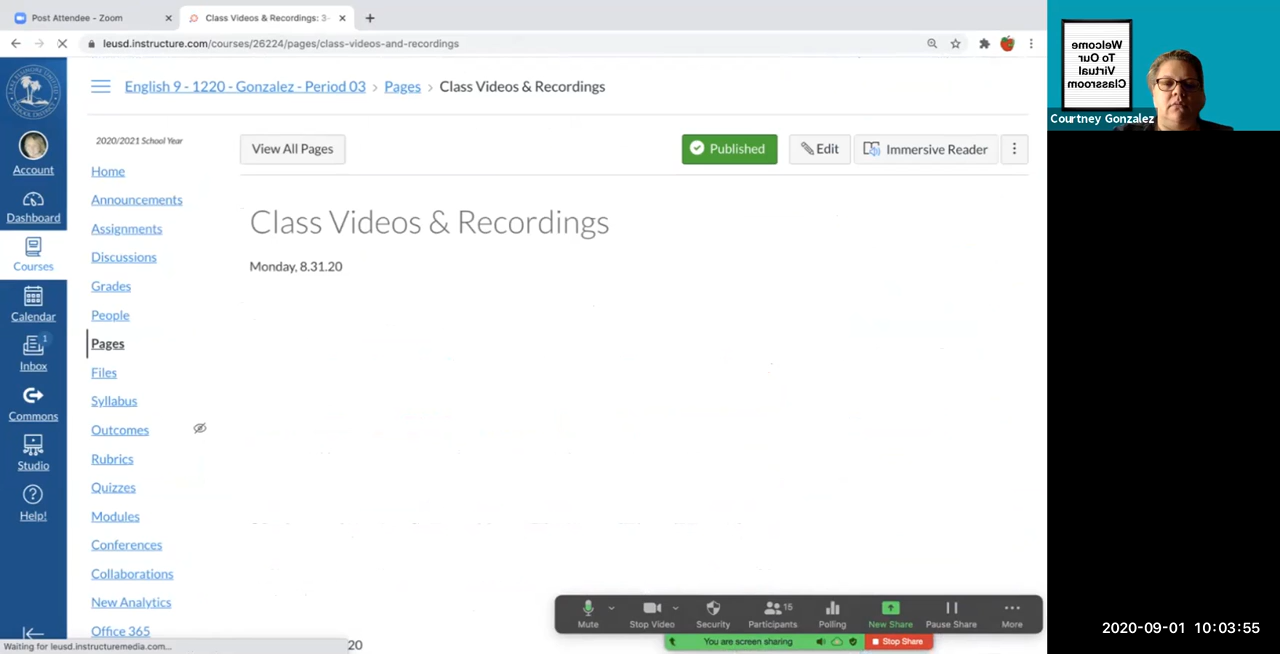 Post Attendee - Zoom
Class Videos & Recordings: 3
leusd.instructure.com/courses/26224/pages/class-videos-and-recordings
English 9 - 1220 - Gonzalez - Period 03 > Pages > Class Videos & Recordings
2020/2021 School Year
View All Pages
Published
Edit
Immersive Reader
Account
Dashboard
Courses
Calendar
1
Inbox
Commons
Studio
Help!
Home
Announcements
Assignments
Discussions
Grades
People
Pages
Files
Syllabus
Outcomes
Rubrics
Quizzes
Modules
Conferences
Collaborations
New Analytics
Office 365
Class Videos & Recordings
Monday, 8.31.20
20
Waiting for leusd.instructuremedia.com...
Mute
Stop Video
Security
15
Participants
Polling
New Share
Pause Share
More
You are screen sharing
Stop Share
Welcome
To Our
Virtual
Classroom
Courtney Gonzalez
2020-09-01 10:03:55